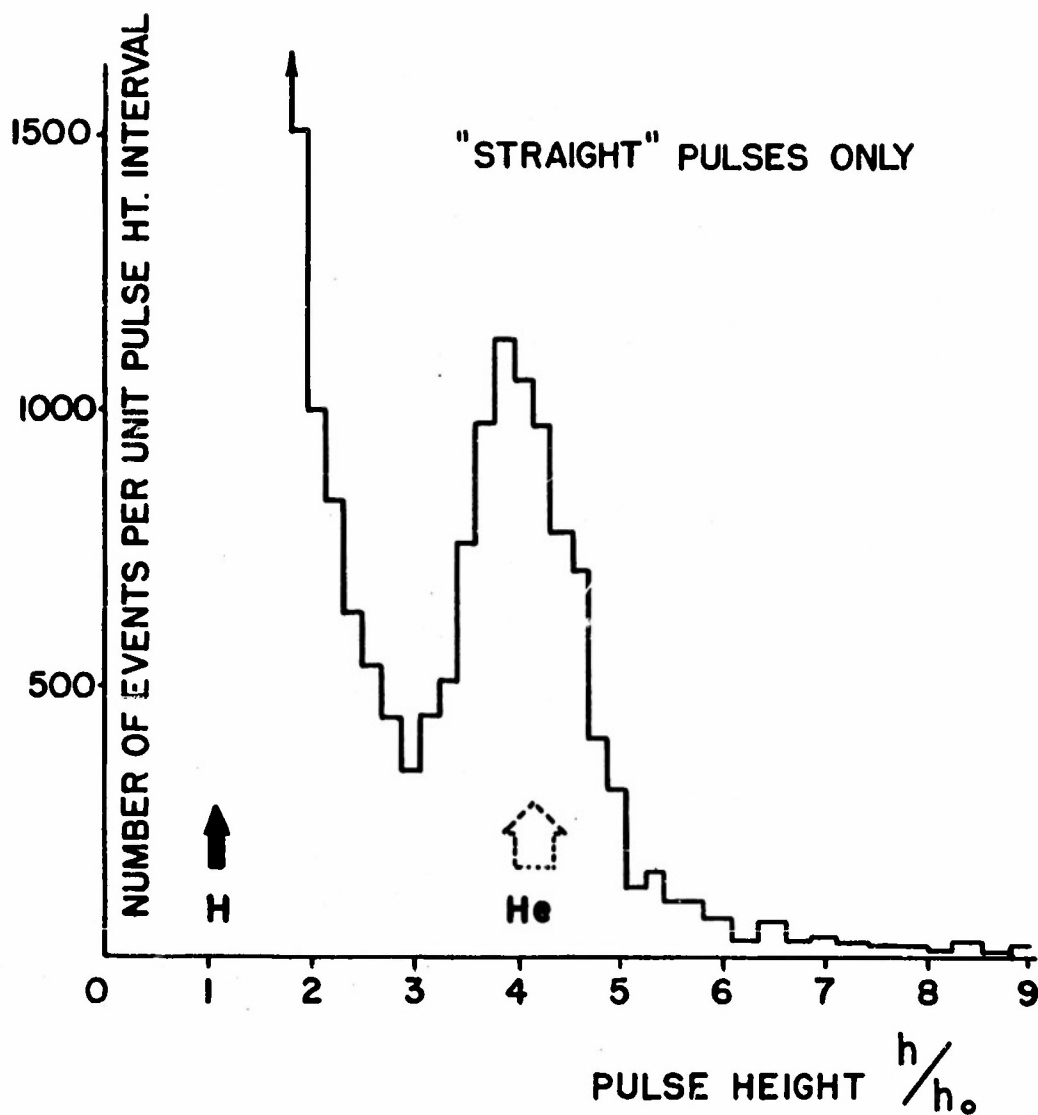 NUMBER OF EVENTS PER UNIT PULSE HT. INTERVAL
1500
1000
500
"STRAIGHT" PULSES ONLY
H
He
0 1 2 3 4 5 6 7 8 9
PULSE HEIGHT h/h₀